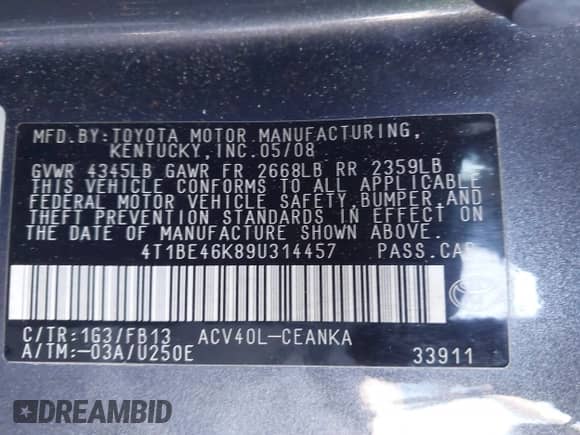 MFD.BY:TOYOTA MOTOR MANUFACTURING,
KENTUCKY,INC.05/08
GVWR 4345LB GAWR FR 2668LB RR 2359LB
THIS VEHICLE CONFORMS TO ALL APPLICABLE
FEDERAL MOTOR VEHICLE SAFETY,BUMPER,AND
THEFT PREVENTION STANDARDS IN EFFECT ON
THE DATE OF MANUFACTURE SHOWN ABOVE.
4T1BE46K89U314457 PASS.CAR
C/TR:1G3/FB13 ACV40L-CEANKA
A/TM:-03A/U250E 33911
DREAMBID